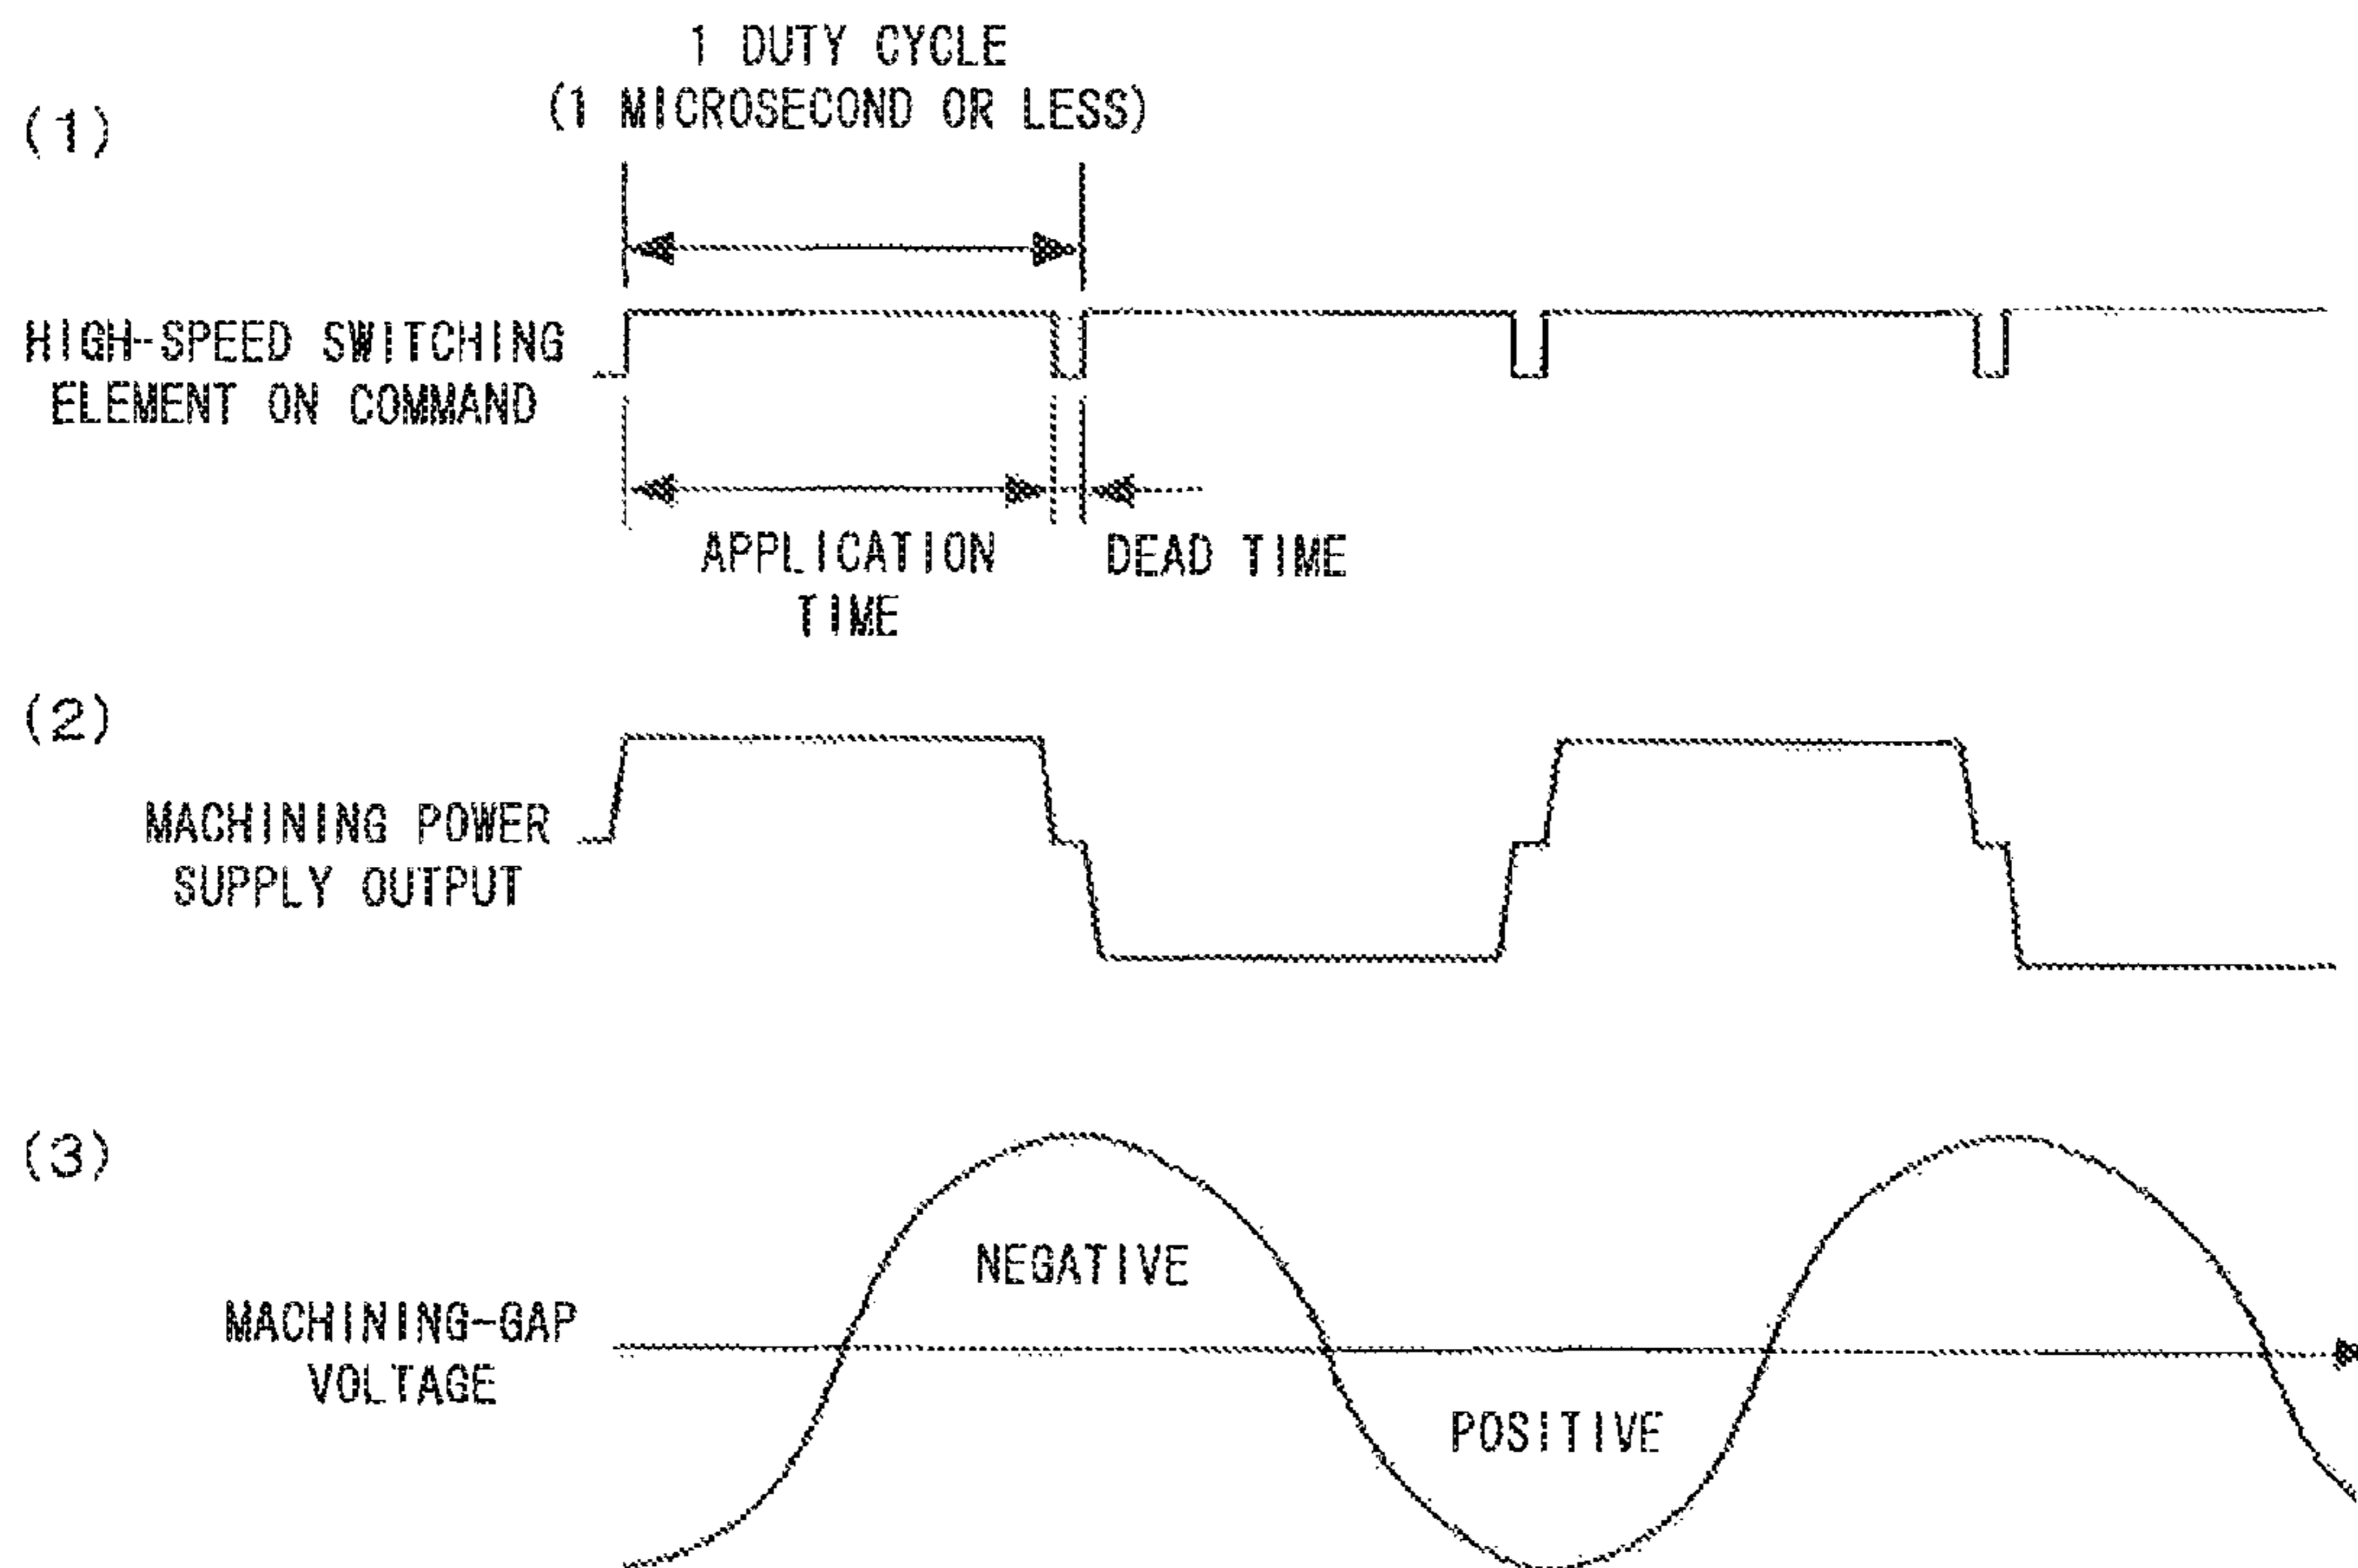 1 DUTY CYCLE
(1 MICROSECOND OR LESS)
(1)
HIGH-SPEED SWITCHING
ELEMENT ON COMMAND
APPLICATION
TIME
DEAD TIME
(2)
MACHINING POWER
SUPPLY OUTPUT
(3)
NEGATIVE
MACHINING-GAP
VOLTAGE
POSITIVE